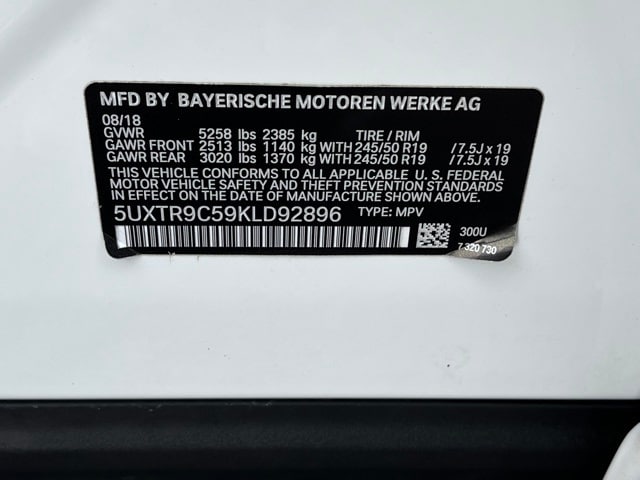 MFD BY BAYERISCHE MOTOREN WERKE AG
08/18
GVWR 5258 lbs 2385 kg TIRE / RIM
GAWR FRONT 2513 lbs 1140 kg WITH 245/50 R19 / 7.5J x 19
GAWR REAR 3020 lbs 1370 kg WITH 245/50 R19 / 7.5J x 19
THIS VEHICLE CONFORMS TO ALL APPLICABLE U. S. FEDERAL
MOTOR VEHICLE SAFETY AND THEFT PREVENTION STANDARDS
IN EFFECT ON THE DATE OF MANUFACTURE SHOWN ABOVE.
5UXTR9C59KLD92896 TYPE: MPV
300U
7 320 730